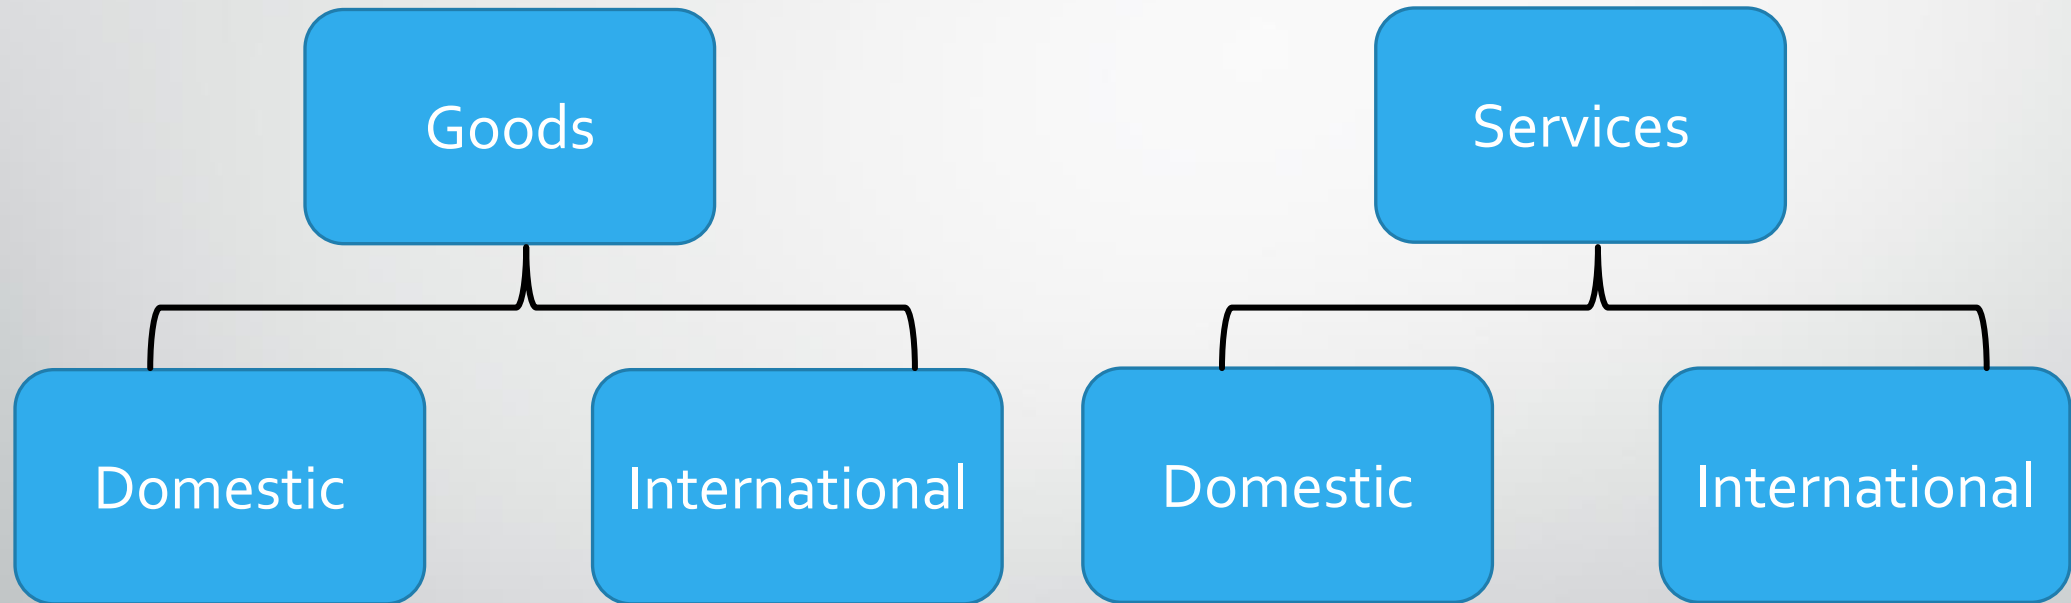 Goods
Services
Domestic
International
Domestic
International